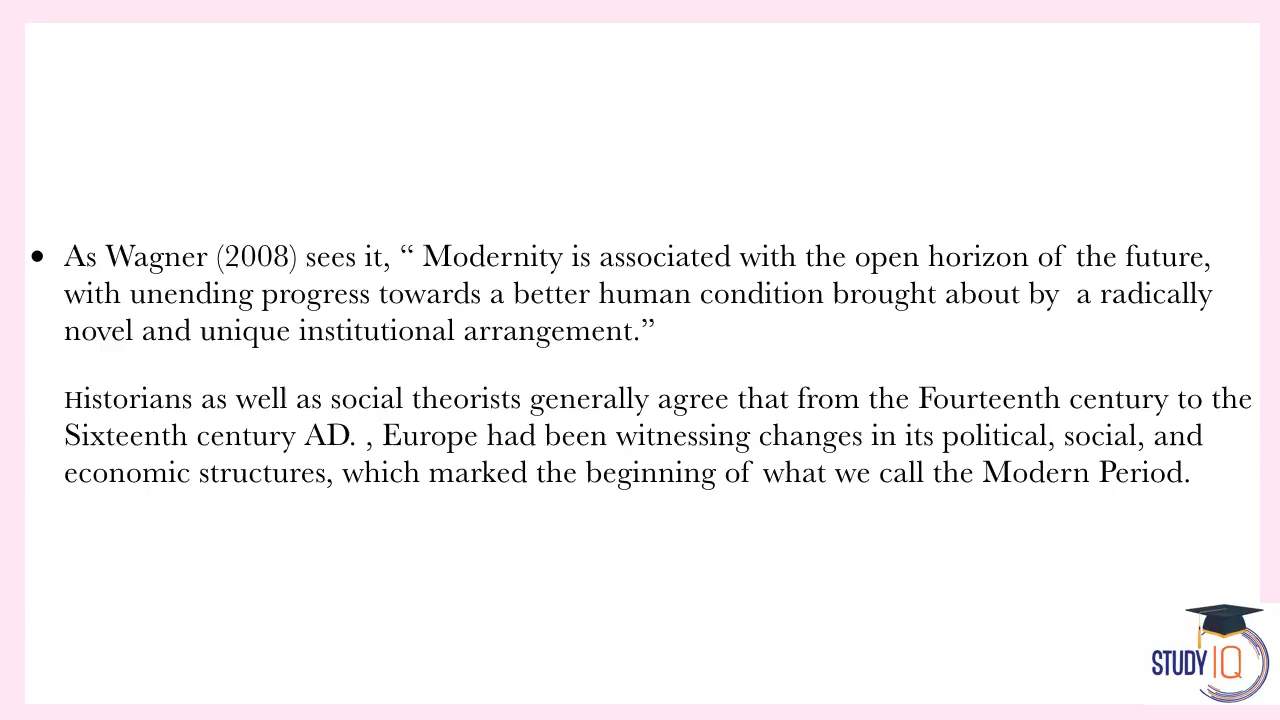 • As Wagner (2008) sees it, “ Modernity is associated with the open horizon of the future,
with unending progress towards a better human condition brought about by a radically
novel and unique institutional arrangement.”
Historians as well as social theorists generally agree that from the Fourteenth century to the
Sixteenth century AD. , Europe had been witnessing changes in its political, social, and
economic structures, which marked the beginning of what we call the Modern Period.
STUDY IQ